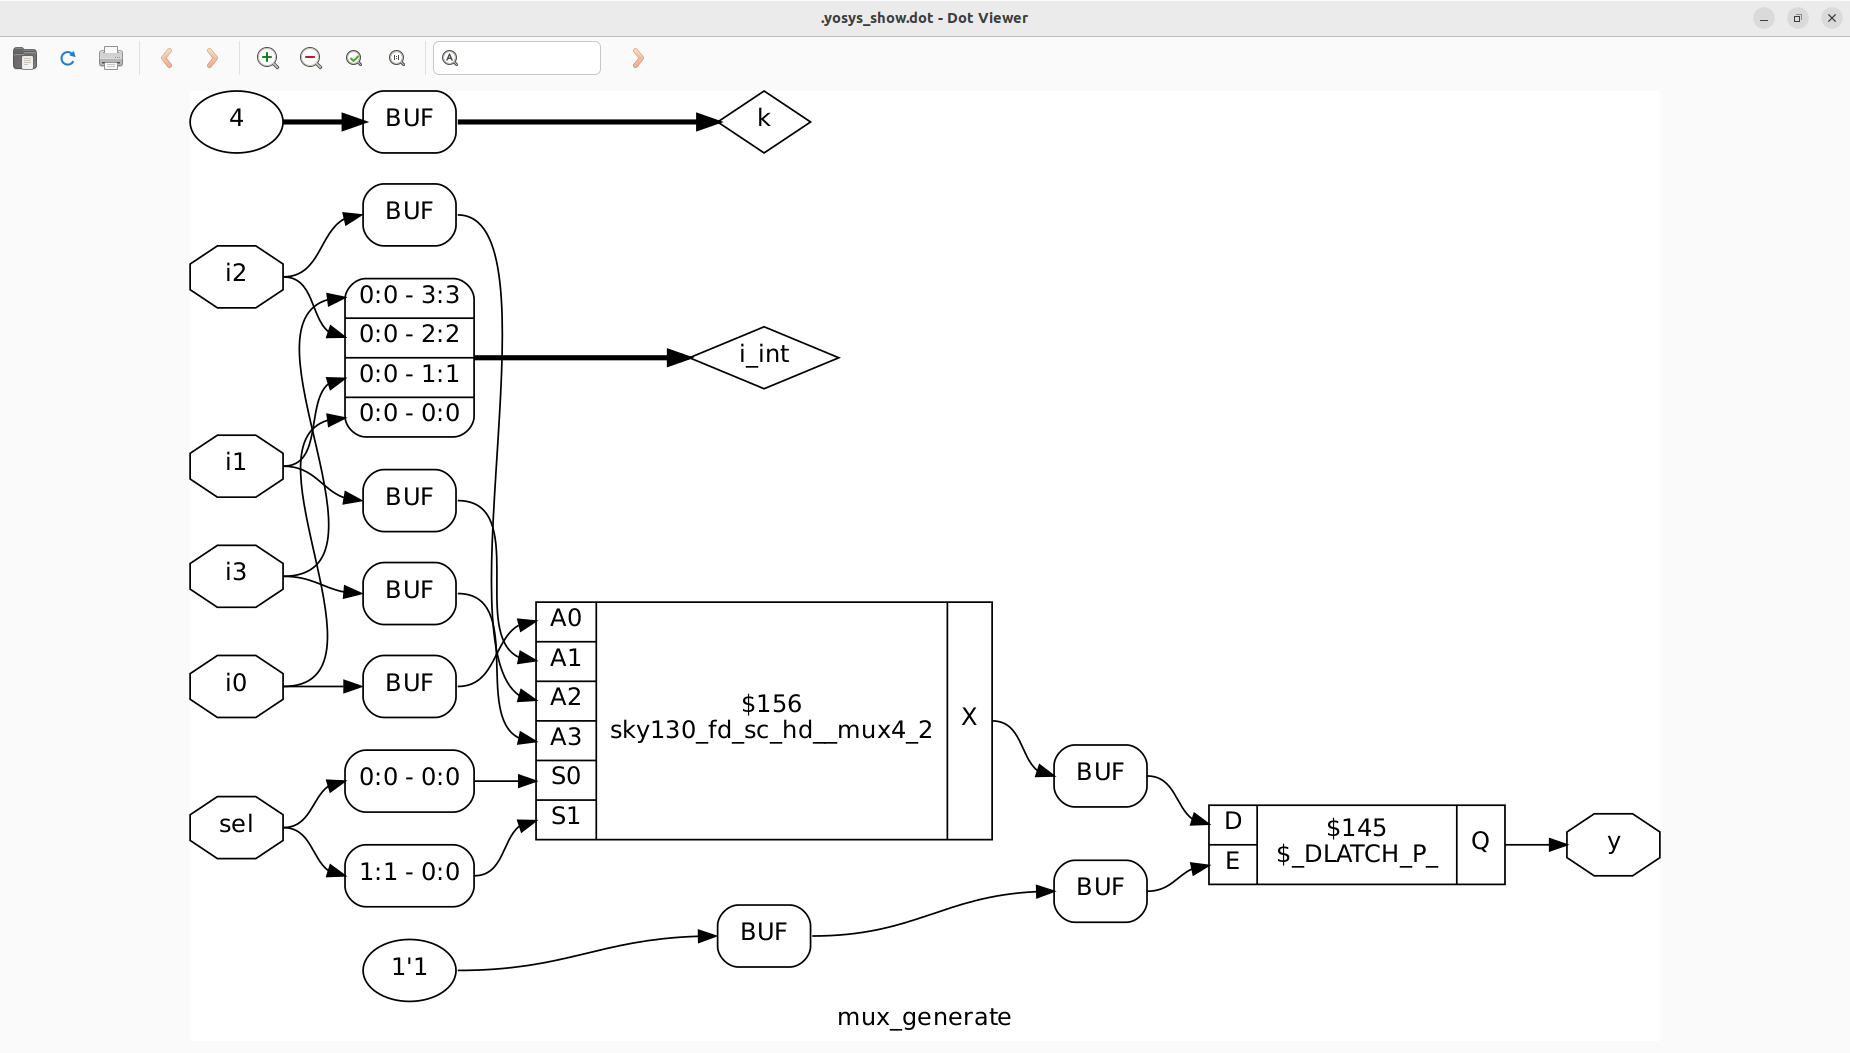 .yosys_show.dot - Dot Viewer
4
BUF
k
BUF
i2
0:0 - 3:3
0:0 - 2:2
0:0 - 1:1
0:0 - 0:0
i_int
i1
BUF
i3
BUF
i0
BUF
A0
A1
A2
A3
S0
S1
$156
sky130_fd_sc_hd__mux4_2
X
sel
0:0 - 0:0
1:1 - 0:0
BUF
D
E
$145
$_DLATCH_P_
Q
y
BUF
BUF
1'1
mux_generate